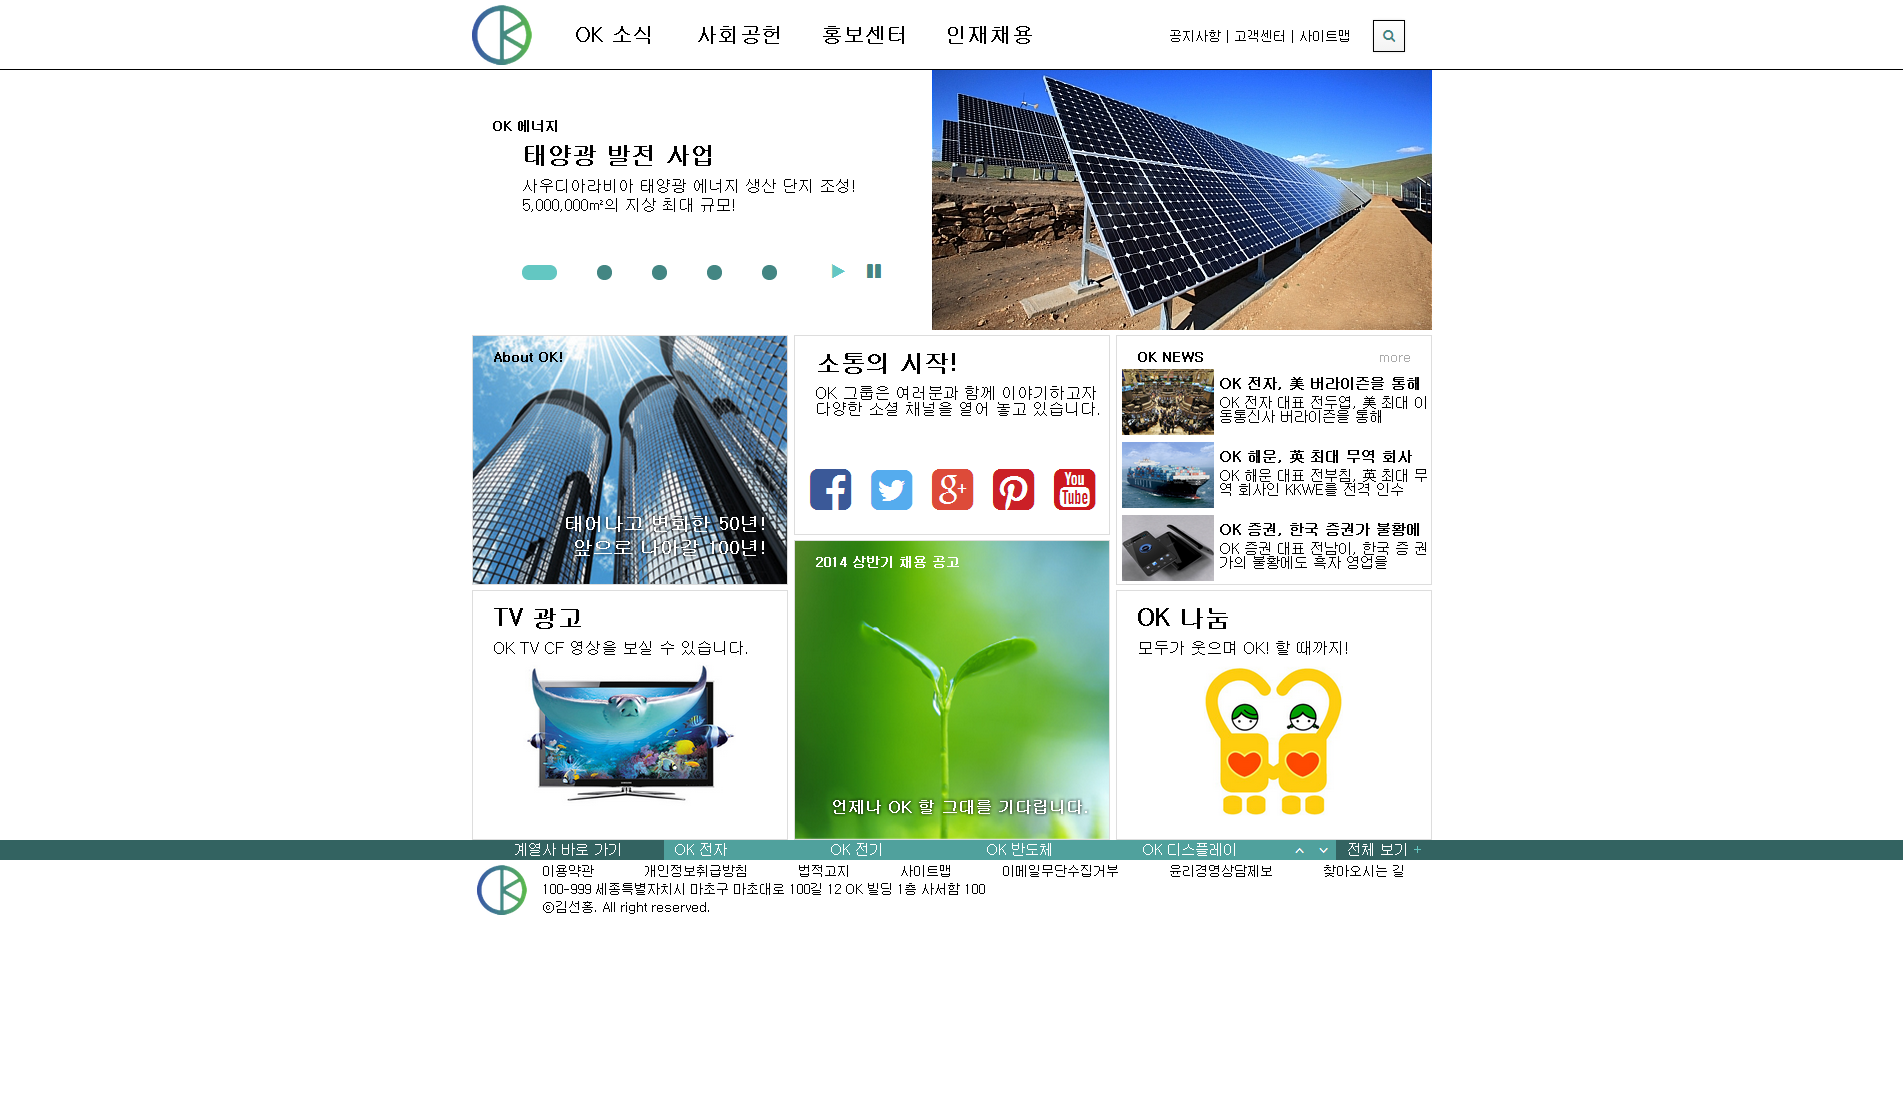 OK 소식 사회공헌 홍보센터 인재채용 공지사항 | 고객센터 | 사이트맵
OK 에너지
태양광 발전 사업
사우디아라비아 태양광 에너지 생산 단지 조성!
5,000,000㎡의 지상 최대 규모!
About OK!
태어나고 변화한 50년!
앞으로 나아갈 100년!
소통의 시작!
OK 그룹은 여러분과 함께 이야기하고자
다양한 소셜 채널을 열어 놓고 있습니다.
You
Tube
OK NEWS more
OK 전자, 美 버라이즌을 통해
OK 전자 대표 전두엽, 美 최대 이
동통신사 버라이즌을 통해
OK 해운, 英 최대 무역 회사
OK 해운 대표 전부침, 英 최대 무
역 회사인 KKWE를 전격 인수
OK 증권, 한국 증권가 불황에
OK 증권 대표 전남이, 한국 증 권
가의 불황에도 흑자 영업을
TV 광고
OK TV CF 영상을 보실 수 있습니다.
2014 상반기 채용 공고
언제나 OK 할 그대를 기다립니다.
OK 나눔
모두가 웃으며 OK! 할 때까지!
계열사 바로 가기 OK 전자 OK 전기 OK 반도체 OK 디스플레이 전체 보기 +
이용약관 개인정보취급방침 법적고지 사이트맵 이메일무단수집거부 윤리경영상담제보 찾아오시는 길
100-999 세종특별자치시 마초구 마초대로 100길 12 OK 빌딩 1층 사서함 100
ⓒ김선홍. All right reserved.